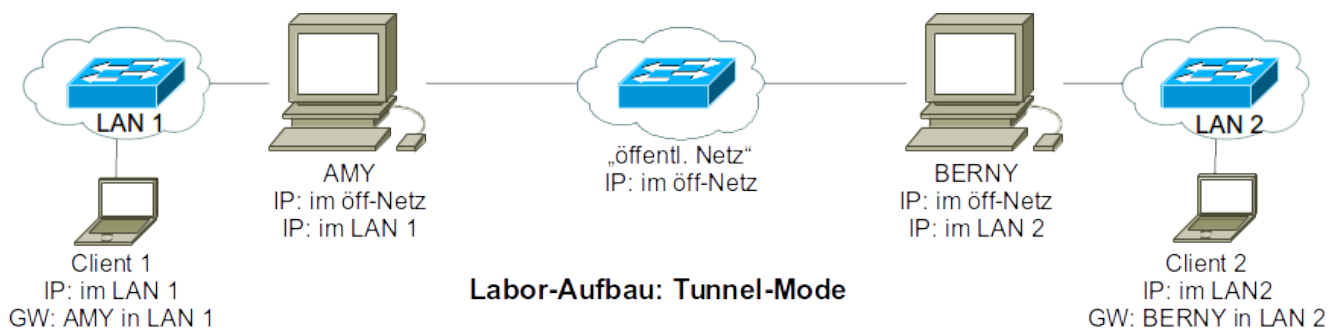 LAN 1
AMY
IP: im öff-Netz
IP: im LAN 1
„öffentl. Netz“
IP: im öff-Netz
BERNY
IP: im öff-Netz
IP: im LAN 2
LAN 2
Client 1
IP: im LAN 1
GW: AMY in LAN 1
Labor-Aufbau: Tunnel-Mode
Client 2
IP: im LAN2
GW: BERNY in LAN 2